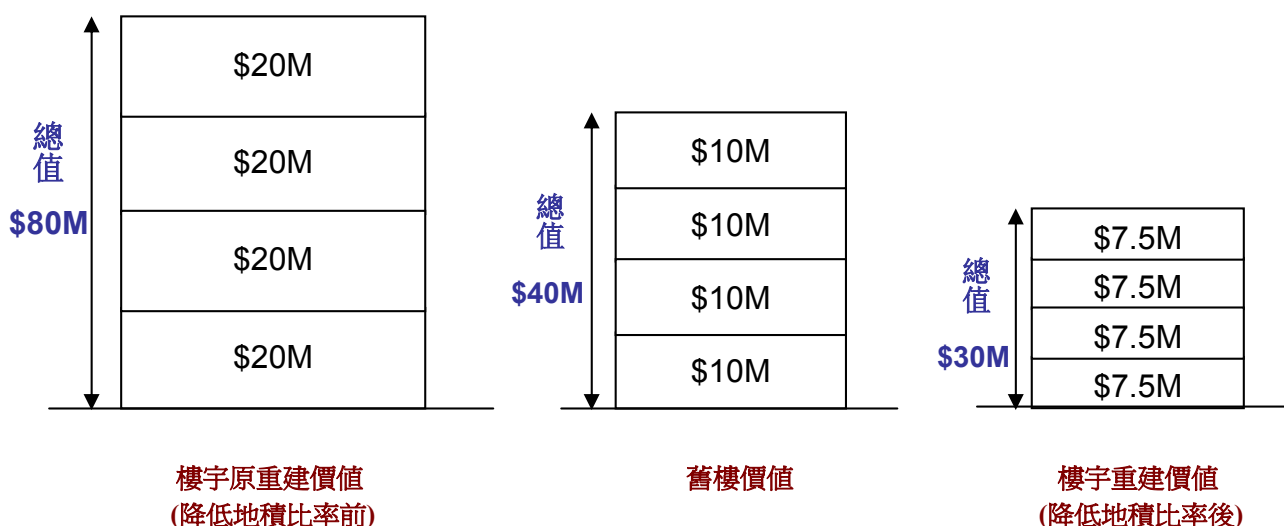 $20M
$20M
$20M
$20M
總值
$80M
樓宇原重建價值
(降低地積比率前)
$10M
$10M
$10M
$10M
總值
$40M
舊樓價值
$7.5M
$7.5M
$7.5M
$7.5M
總值
$30M
樓宇重建價值
(降低地積比率後)